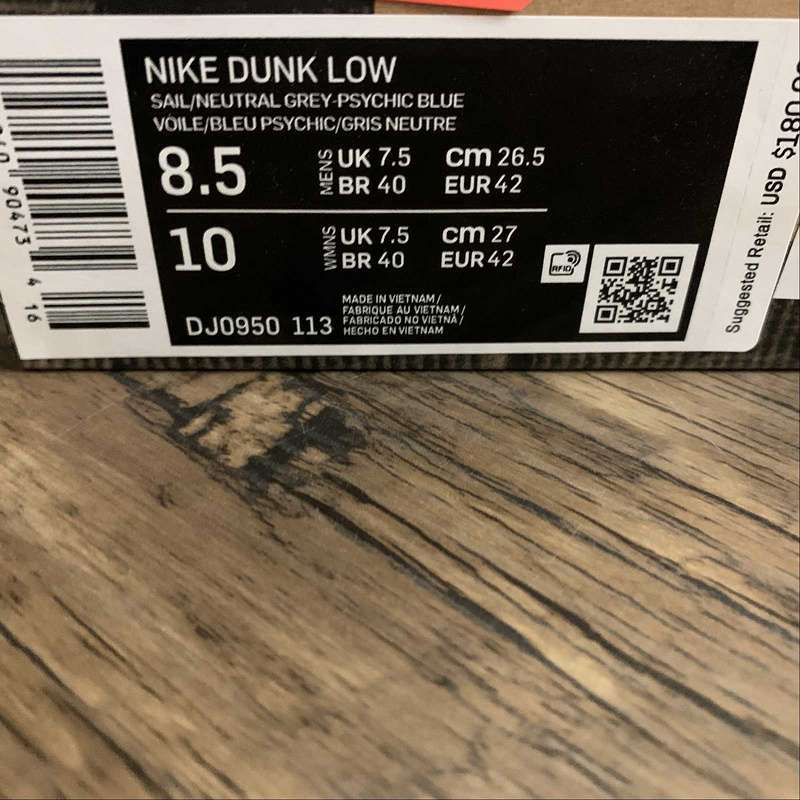 NIKE DUNK LOW
SAIL/NEUTRAL GREY-PSYCHIC BLUE
VOILE/BLEU PSYCHIC/GRIS NEUTRE
8.5 MENS UK 7.5 cm 26.5
BR 40 EUR 42
10 WMNS UK 7.5 cm 27
BR 40 EUR 42
RFID
DJ0950 113
MADE IN VIETNAM/
FABRIQUE AU VIETNAM/
FABRICADO NO VIETNÃ/
HECHO EN VIETNAM
Suggested Retail: USD $180.00
90473 4 16